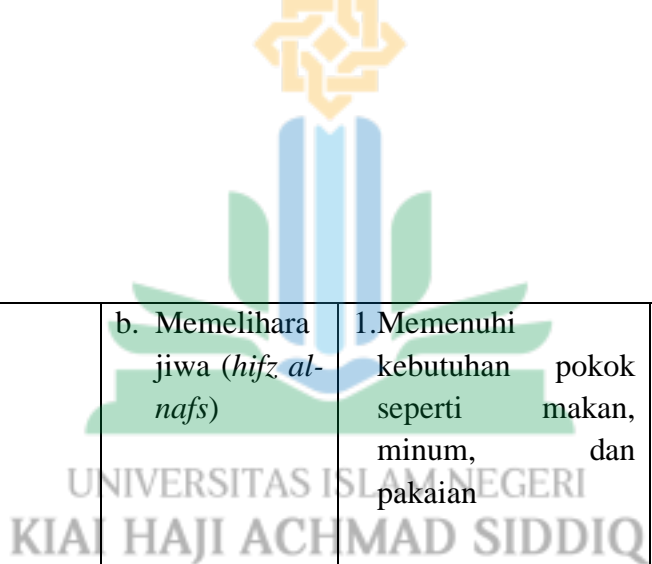 b. Memelihara jiwa (hifz al-nafs)
1.Memenuhi kebutuhan pokok seperti makan, minum, dan pakaian
UNIVERSITAS ISLAM NEGERI
KIAI HAJI ACHMAD SIDDIQ